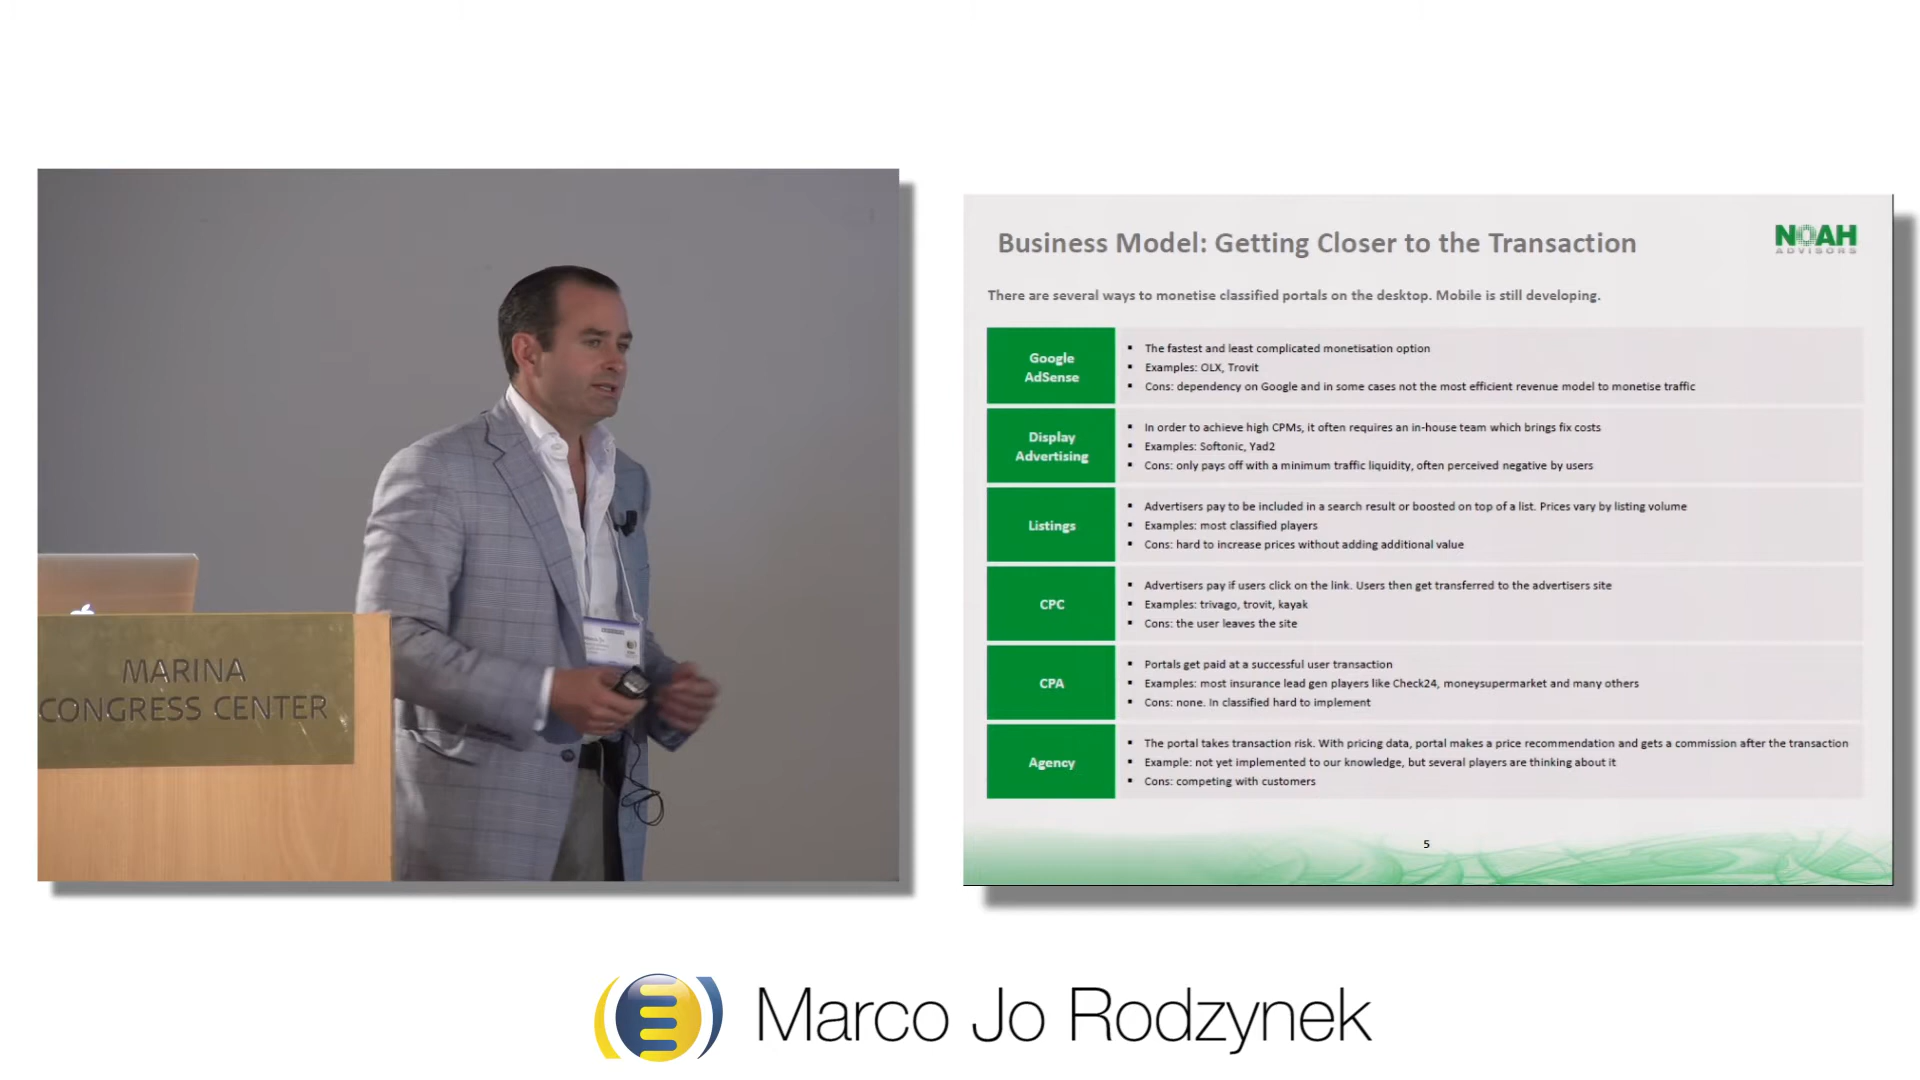 MARINA
CONGRESS CENTER
Business Model: Getting Closer to the Transaction
NOAH
ADVISORS
There are several ways to monetise classified portals on the desktop. Mobile is still developing.
Google
AdSense
▪ The fastest and least complicated monetisation option
▪ Examples: OLX, Trovit
▪ Cons: dependency on Google and in some cases not the most efficient revenue model to monetise traffic
Display
Advertising
▪ In order to achieve high CPMs, it often requires an in-house team which brings fix costs
▪ Examples: Softonic, Yad2
▪ Cons: only pays off with a minimum traffic liquidity, often perceived negative by users
Listings
▪ Advertisers pay to be included in a search result or boosted on top of a list. Prices vary by listing volume
▪ Examples: most classified players
▪ Cons: hard to increase prices without adding additional value
CPC
▪ Advertisers pay if users click on the link. Users then get transferred to the advertisers site
▪ Examples: trivago, trovit, kayak
▪ Cons: the user leaves the site
CPA
▪ Portals get paid at a successful user transaction
▪ Examples: most insurance lead gen players like Check24, moneysupermarket and many others
▪ Cons: none. In classified hard to implement
Agency
▪ The portal takes transaction risk. With pricing data, portal makes a price recommendation and gets a commission after the transaction
▪ Example: not yet implemented to our knowledge, but several players are thinking about it
▪ Cons: competing with customers
5
Marco Jo Rodzynek